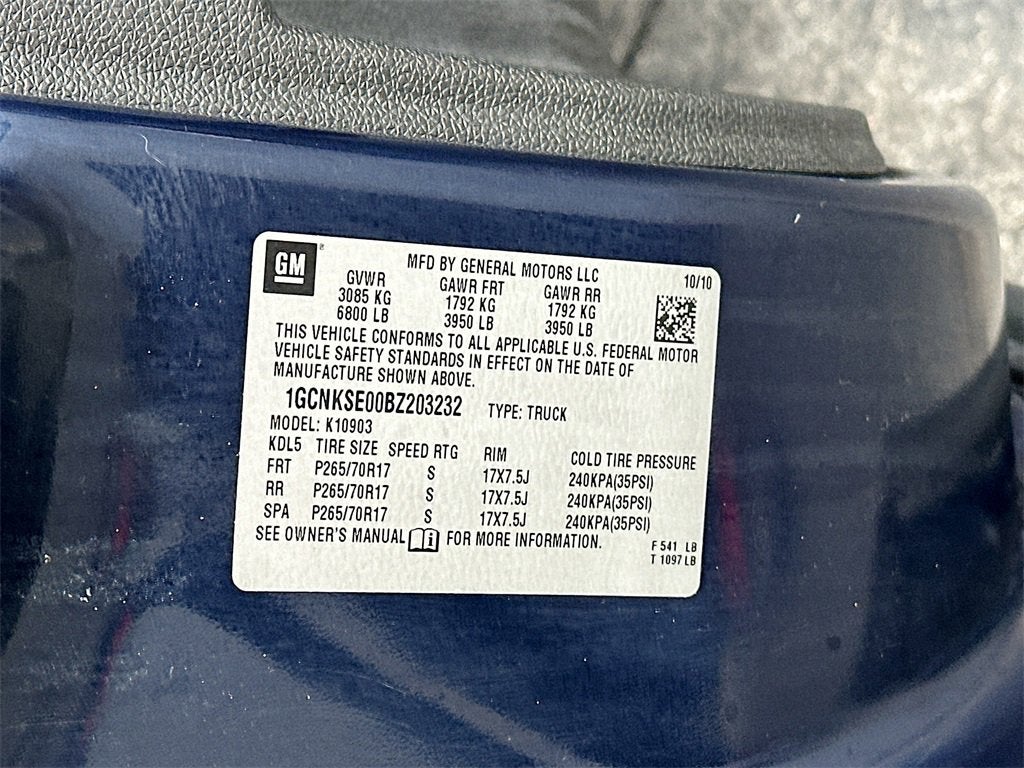 GM
MFD BY GENERAL MOTORS LLC 10/10
GVWR GAWR FRT GAWR RR
3085 KG 1792 KG 1792 KG
6800 LB 3950 LB 3950 LB
THIS VEHICLE CONFORMS TO ALL APPLICABLE U.S. FEDERAL MOTOR
VEHICLE SAFETY STANDARDS IN EFFECT ON THE DATE OF
MANUFACTURE SHOWN ABOVE.
1GCNKSE00BZ203232 TYPE: TRUCK
MODEL: K10903
KDL5 TIRE SIZE SPEED RTG RIM COLD TIRE PRESSURE
FRT P265/70R17 S 17X7.5J 240KPA(35PSI)
RR P265/70R17 S 17X7.5J 240KPA(35PSI)
SPA P265/70R17 S 17X7.5J 240KPA(35PSI)
SEE OWNER'S MANUAL i FOR MORE INFORMATION.
F 541 LB
T 1097 LB